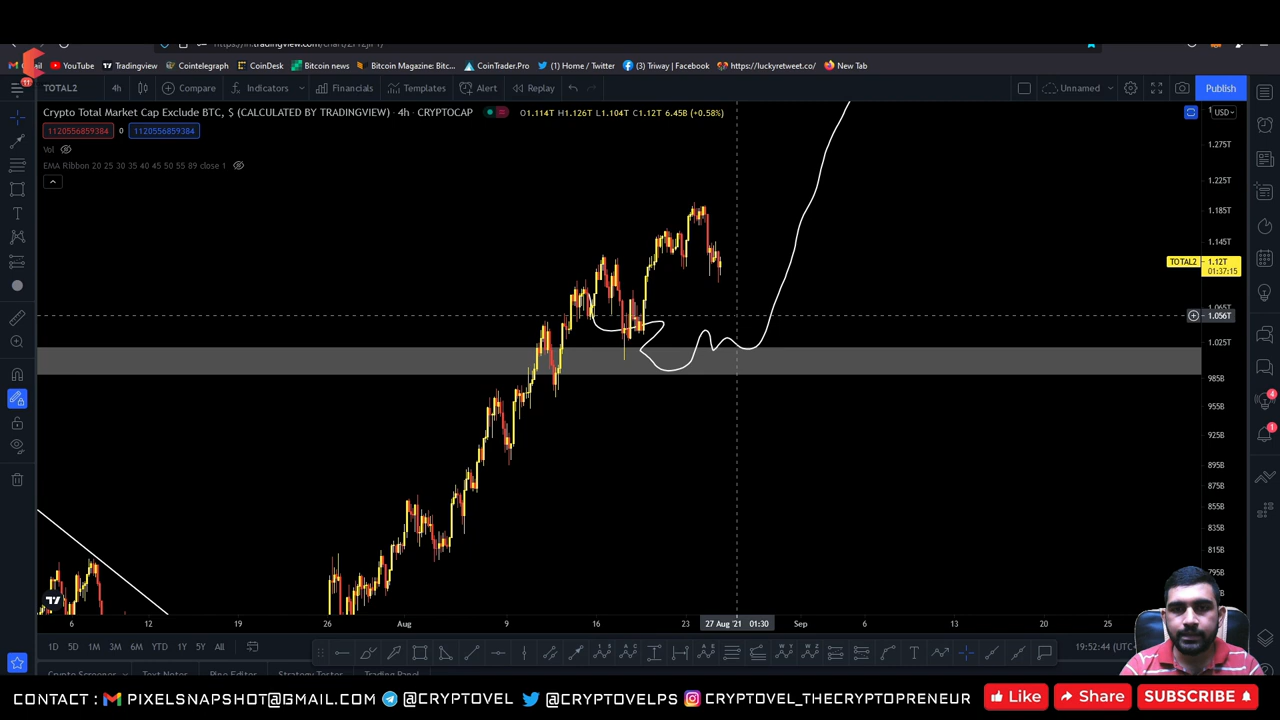 https://in.tradingview.com/chart/
Gmail YouTube Tradingview Cointelegraph CoinDesk Bitcoin news Bitcoin Magazine: Bitc... CoinTrader.Pro (1) Home / Twitter (3) Triway | Facebook https://luckyretweet.co/ New Tab
11 TOTAL2 4h Compare Indicators Financials Templates Alert Replay Unnamed Publish
Crypto Total Market Cap Exclude BTC, $ (CALCULATED BY TRADINGVIEW) · 4h · CRYPTOCAP O1.114T H1.126T L1.104T C1.12T 6.45B (+0.58%)
USD
1120556859384 0 1120556859384
Vol
1.275T
EMA Ribbon 20 25 30 35 40 45 50 55 89 close 1
1.225T
1.185T
1.145T
TOTAL2 1.12T
01:37:15
1.065T
1.056T
1.025T
985B
955B
4
925B
1
895B
875B
855B
835B
815B
795B
6 12 19 26 Aug 9 16 23 27 Aug '21 01:30 Sep 6 13 20 25
1D 5D 1M 3M 6M YTD 1Y 5Y All 19:52:44 (UTC
Crypto Screener Text Notes Pine Editor Strategy Tester Trading Panel
CONTACT : PIXELSNAPSHOT@GMAIL.COM @CRYPTOVEL @CRYPTOVELPS CRYPTOVEL_THECRYPTOPRENEUR Like Share SUBSCRIBE